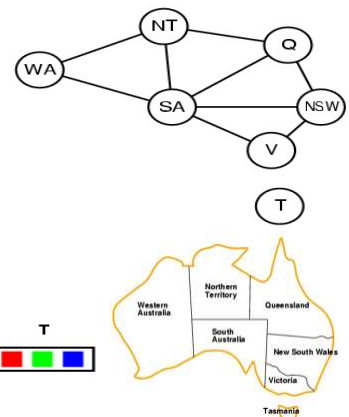 NT
Q
WA
SA
NSW
V
T
T
Western
Australia
Northern
Territory
Queensland
South
Australia
New South Wales
Victoria
Tasmania